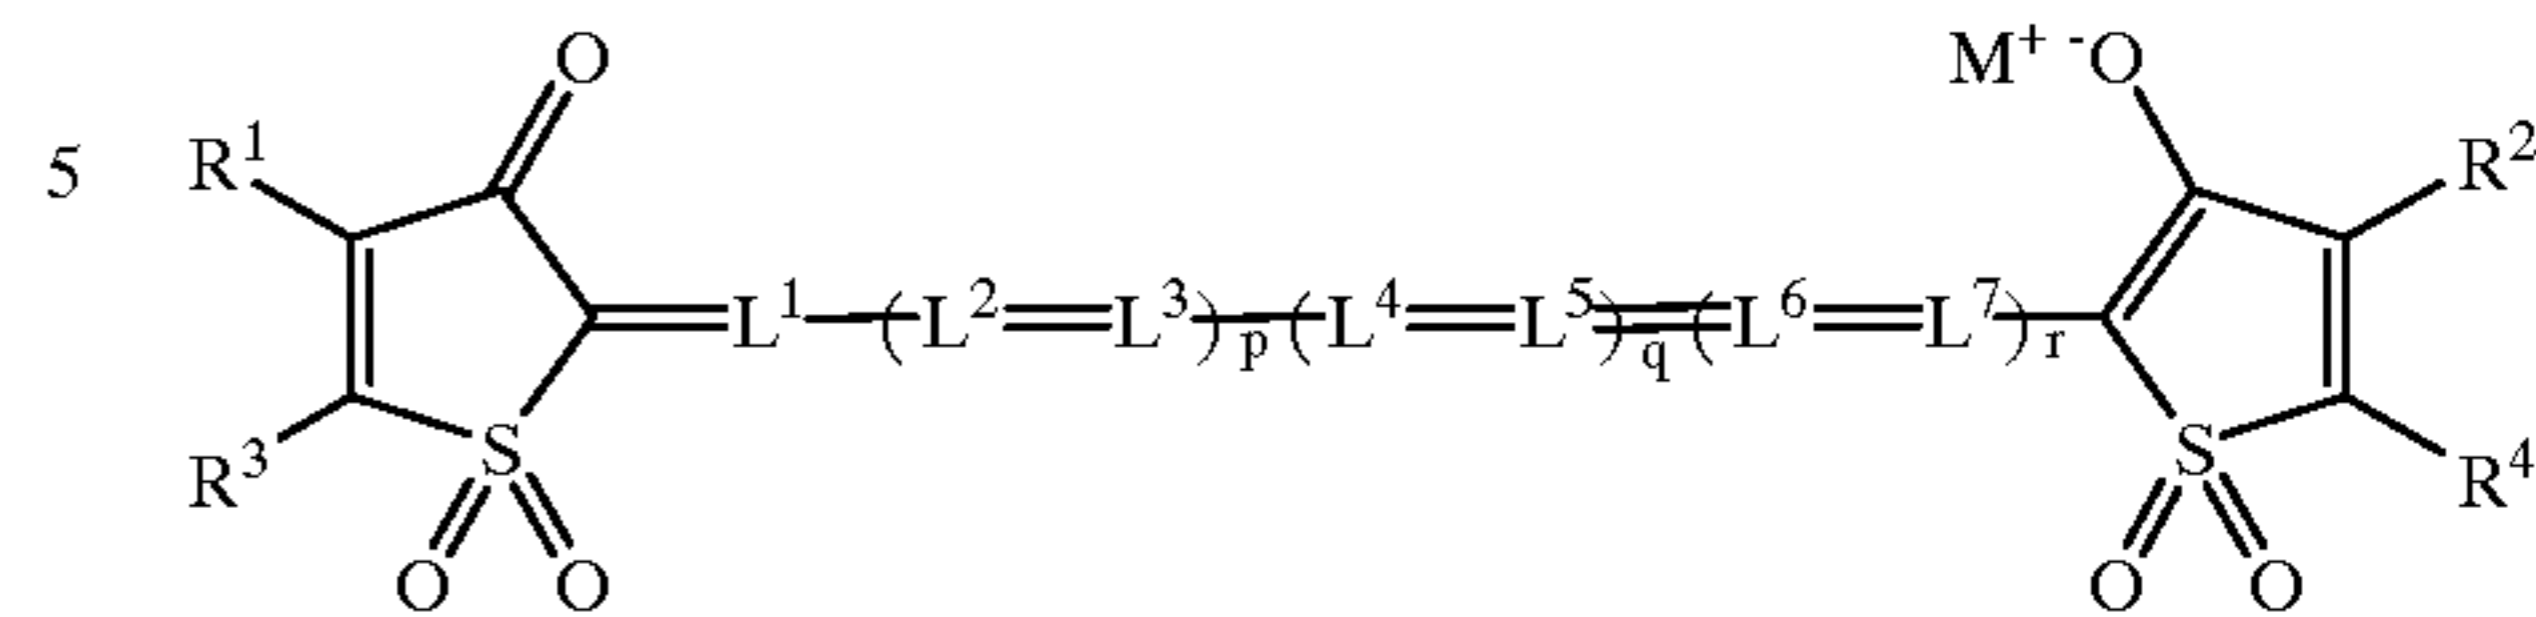 O M⁺ ⁻O
5 R¹ R²
L¹—(L²=L³)p—(L⁴=L⁵)q=(L⁶=L⁷)r
R³ S S R⁴
O O O O